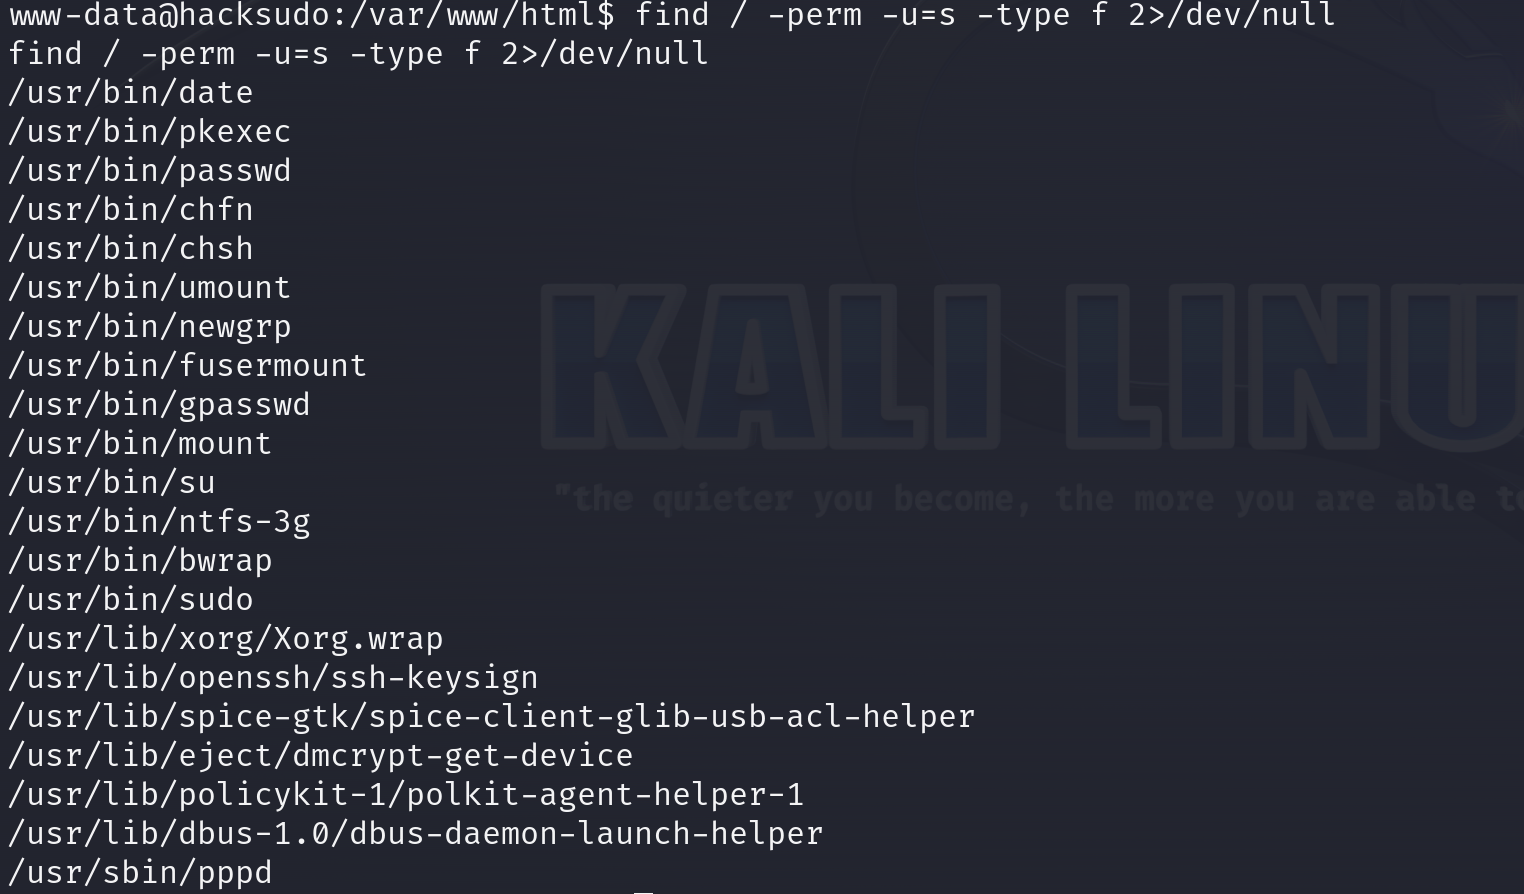 www-data@hacksudo:/var/www/html$ find / -perm -u=s -type f 2>/dev/null
find / -perm -u=s -type f 2>/dev/null
/usr/bin/date
/usr/bin/pkexec
/usr/bin/passwd
/usr/bin/chfn
/usr/bin/chsh
/usr/bin/umount
/usr/bin/newgrp
/usr/bin/fusermount
/usr/bin/gpasswd
/usr/bin/mount
/usr/bin/su
/usr/bin/ntfs-3g
/usr/bin/bwrap
/usr/bin/sudo
/usr/lib/xorg/Xorg.wrap
/usr/lib/openssh/ssh-keysign
/usr/lib/spice-gtk/spice-client-glib-usb-acl-helper
/usr/lib/eject/dmcrypt-get-device
/usr/lib/policykit-1/polkit-agent-helper-1
/usr/lib/dbus-1.0/dbus-daemon-launch-helper
/usr/sbin/pppd
KALI LINU
"the quieter you become, the more you are able t